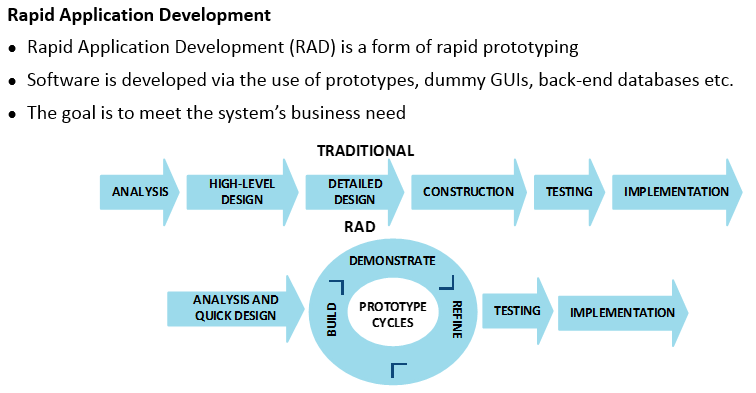 Rapid Application Development
• Rapid Application Development (RAD) is a form of rapid prototyping
• Software is developed via the use of prototypes, dummy GUIs, back-end databases etc.
• The goal is to meet the system's business need
TRADITIONAL
ANALYSIS
HIGH-LEVEL
DESIGN
DETAILED
DESIGN
CONSTRUCTION
TESTING
IMPLEMENTATION
RAD
ANALYSIS AND
QUICK DESIGN
DEMONSTRATE
BUILD
PROTOTYPE
CYCLES
REFINE
TESTING
IMPLEMENTATION